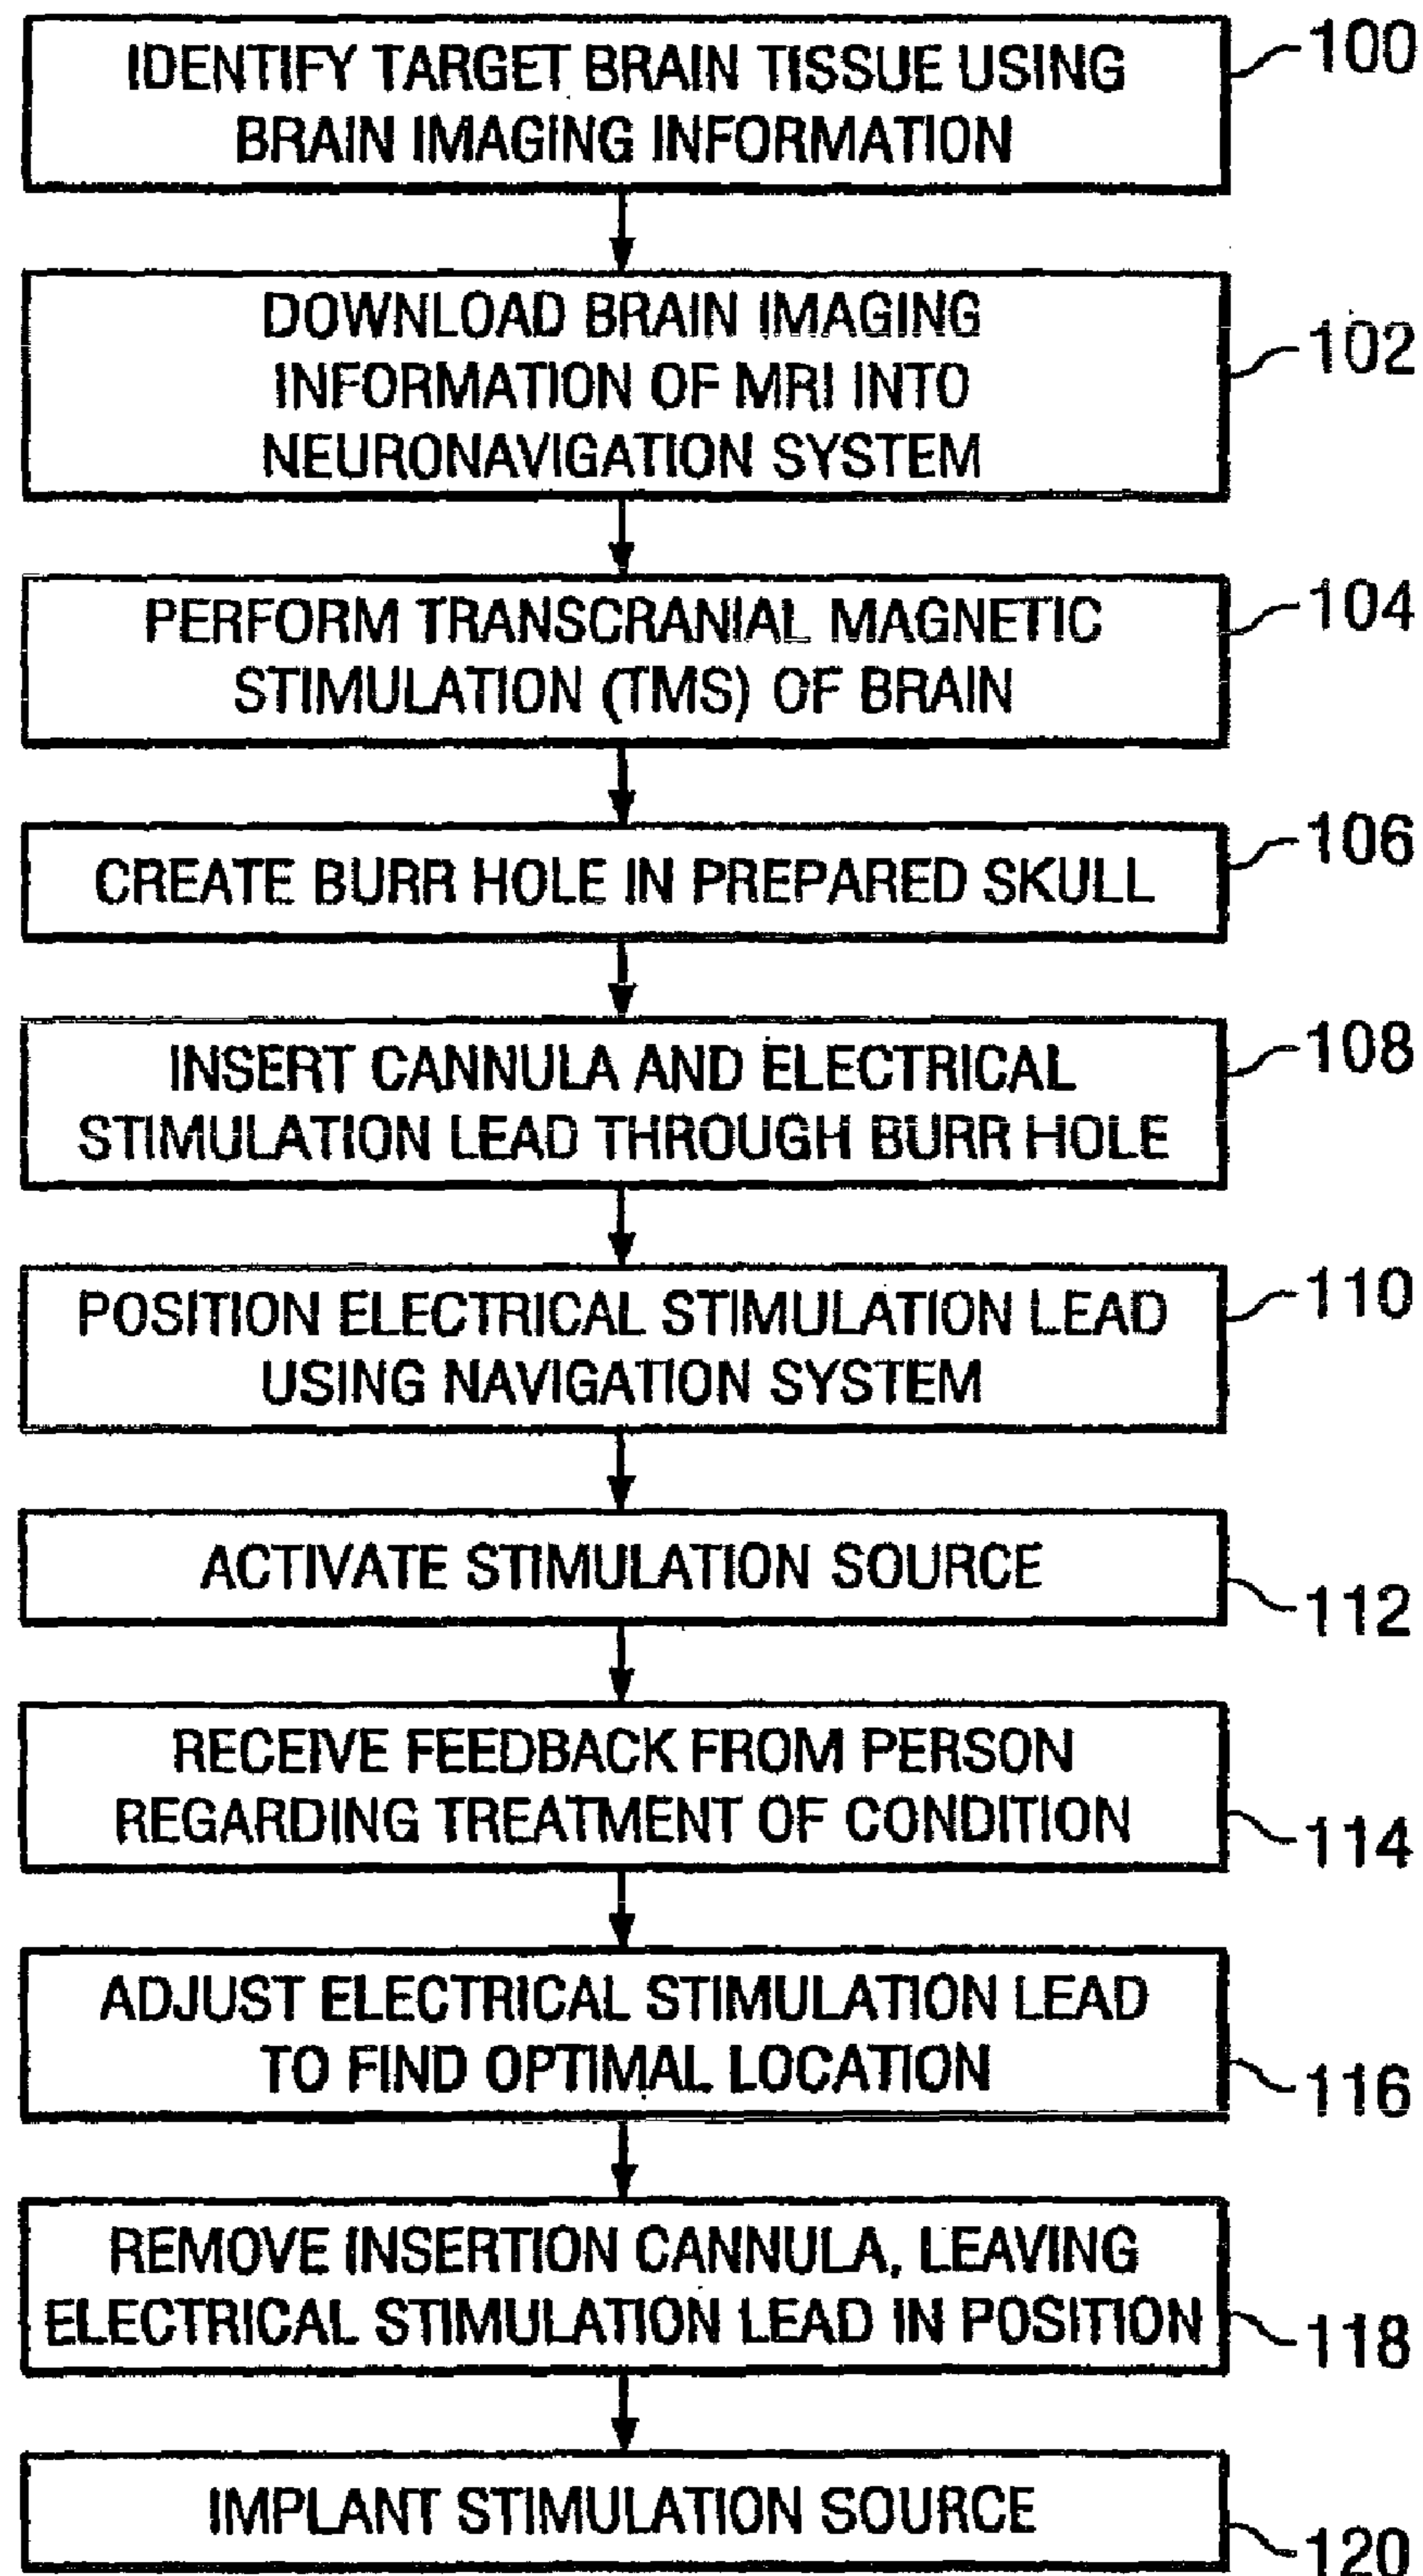 IDENTIFY TARGET BRAIN TISSUE USING
BRAIN IMAGING INFORMATION
100
DOWNLOAD BRAIN IMAGING
INFORMATION OF MRI INTO
NEURONAVIGATION SYSTEM
102
PERFORM TRANSCRANIAL MAGNETIC
STIMULATION (TMS) OF BRAIN
104
CREATE BURR HOLE IN PREPARED SKULL
106
INSERT CANNULA AND ELECTRICAL
STIMULATION LEAD THROUGH BURR HOLE
108
POSITION ELECTRICAL STIMULATION LEAD
USING NAVIGATION SYSTEM
110
ACTIVATE STIMULATION SOURCE
112
RECEIVE FEEDBACK FROM PERSON
REGARDING TREATMENT OF CONDITION
114
ADJUST ELECTRICAL STIMULATION LEAD
TO FIND OPTIMAL LOCATION
116
REMOVE INSERTION CANNULA, LEAVING
ELECTRICAL STIMULATION LEAD IN POSITION
118
IMPLANT STIMULATION SOURCE
120